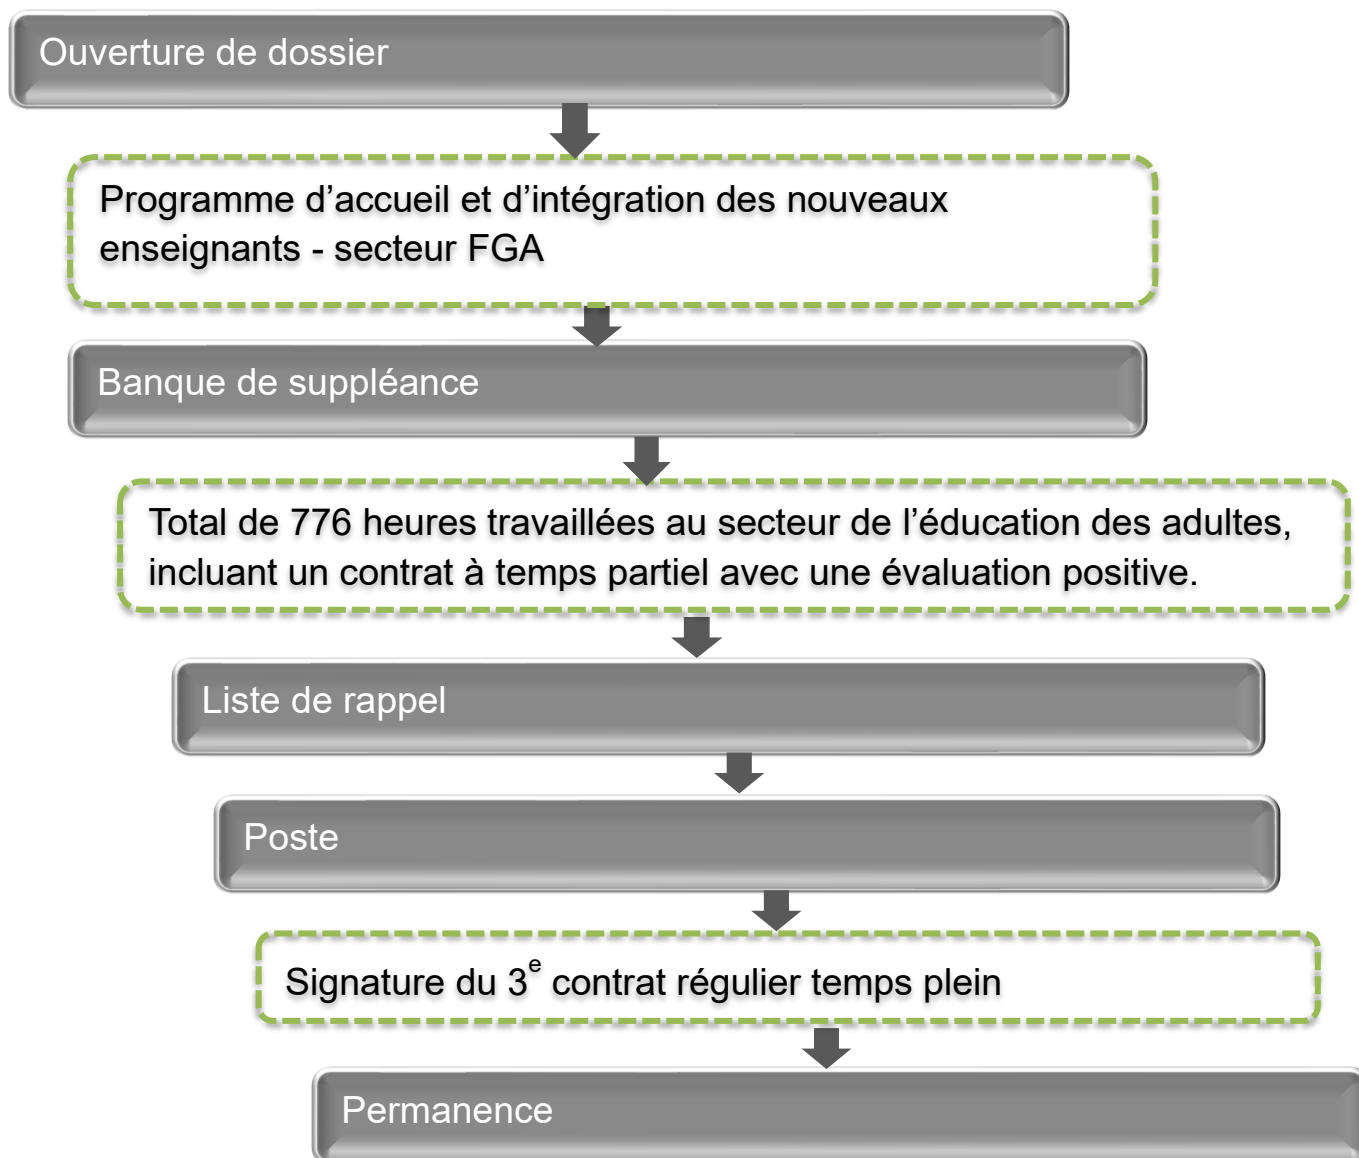 Ouverture de dossier
Programme d’accueil et d’intégration des nouveaux
enseignants - secteur FGA
Banque de suppléance
Total de 776 heures travaillées au secteur de l’éducation des adultes,
incluant un contrat à temps partiel avec une évaluation positive.
Liste de rappel
Poste
Signature du 3e contrat régulier temps plein
Permanence